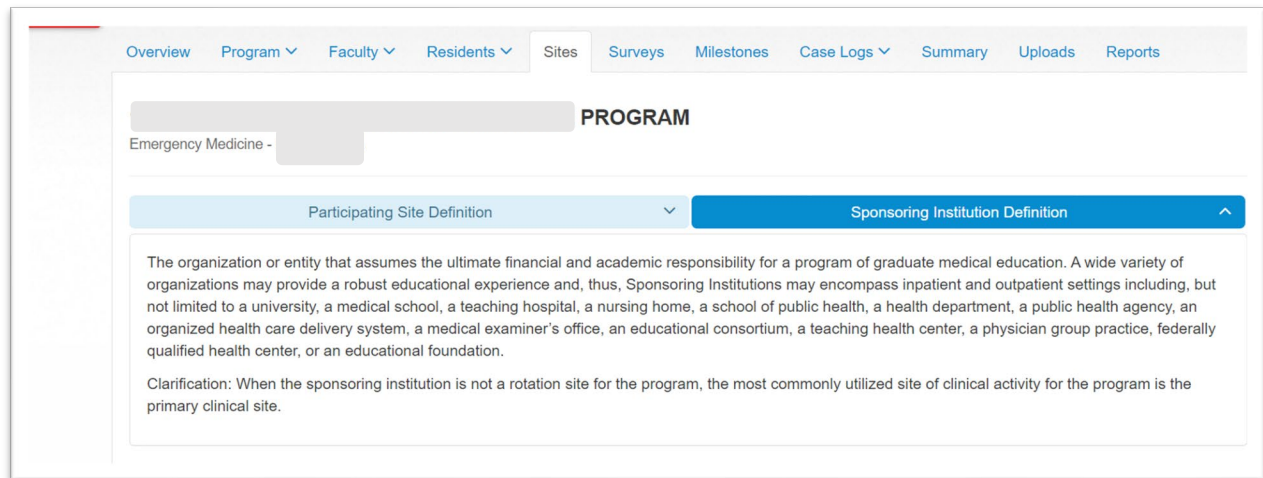 Overview Program Faculty Residents Sites Surveys Milestones Case Logs Summary Uploads Reports
PROGRAM
Emergency Medicine -
Participating Site Definition Sponsoring Institution Definition
The organization or entity that assumes the ultimate financial and academic responsibility for a program of graduate medical education. A wide variety of
organizations may provide a robust educational experience and, thus, Sponsoring Institutions may encompass inpatient and outpatient settings including, but
not limited to a university, a medical school, a teaching hospital, a nursing home, a school of public health, a health department, a public health agency, an
organized health care delivery system, a medical examiner’s office, an educational consortium, a teaching health center, a physician group practice, federally
qualified health center, or an educational foundation.
Clarification: When the sponsoring institution is not a rotation site for the program, the most commonly utilized site of clinical activity for the program is the
primary clinical site.